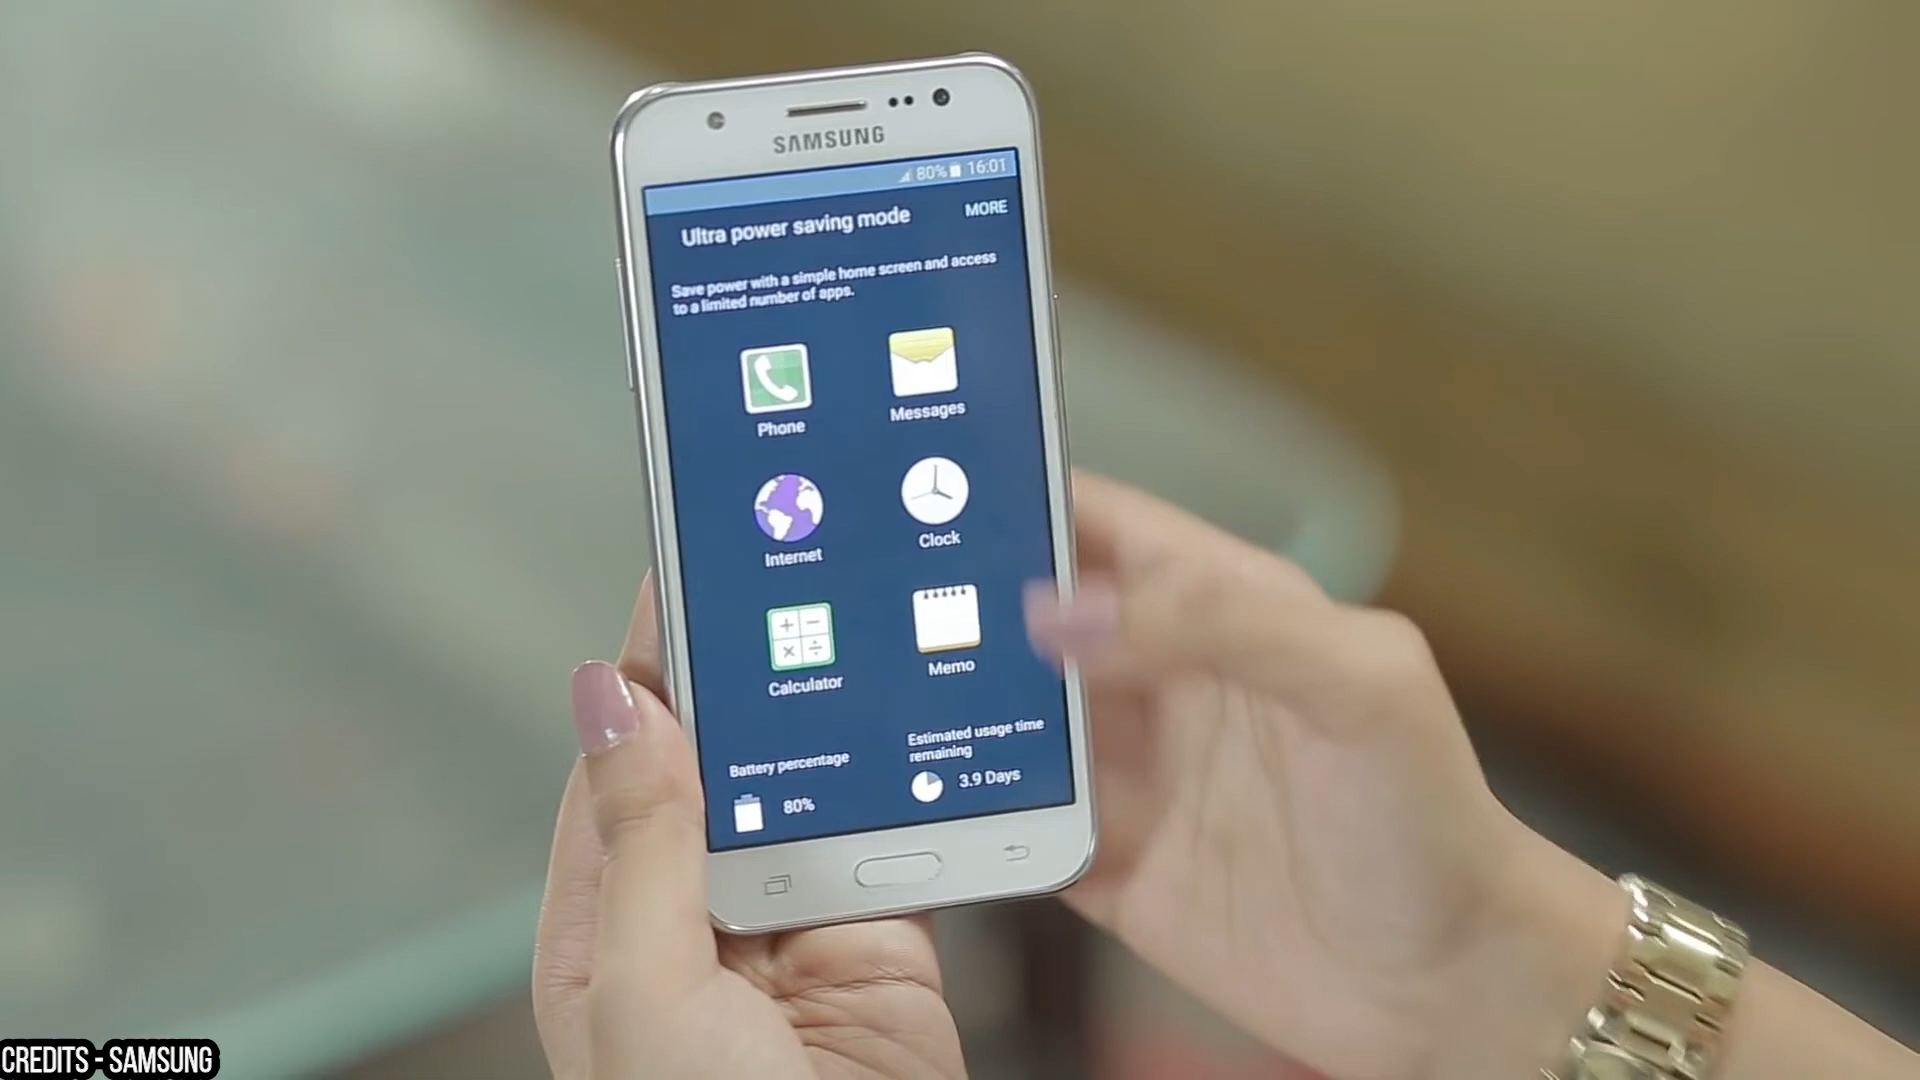 SAMSUNG
80% 16:01
Ultra power saving mode MORE
Save power with a simple home screen and access
to a limited number of apps.
Phone Messages
Internet Clock
Calculator Memo
Battery percentage
80%
Estimated usage time
remaining
3.9 Days
CREDITS - SAMSUNG